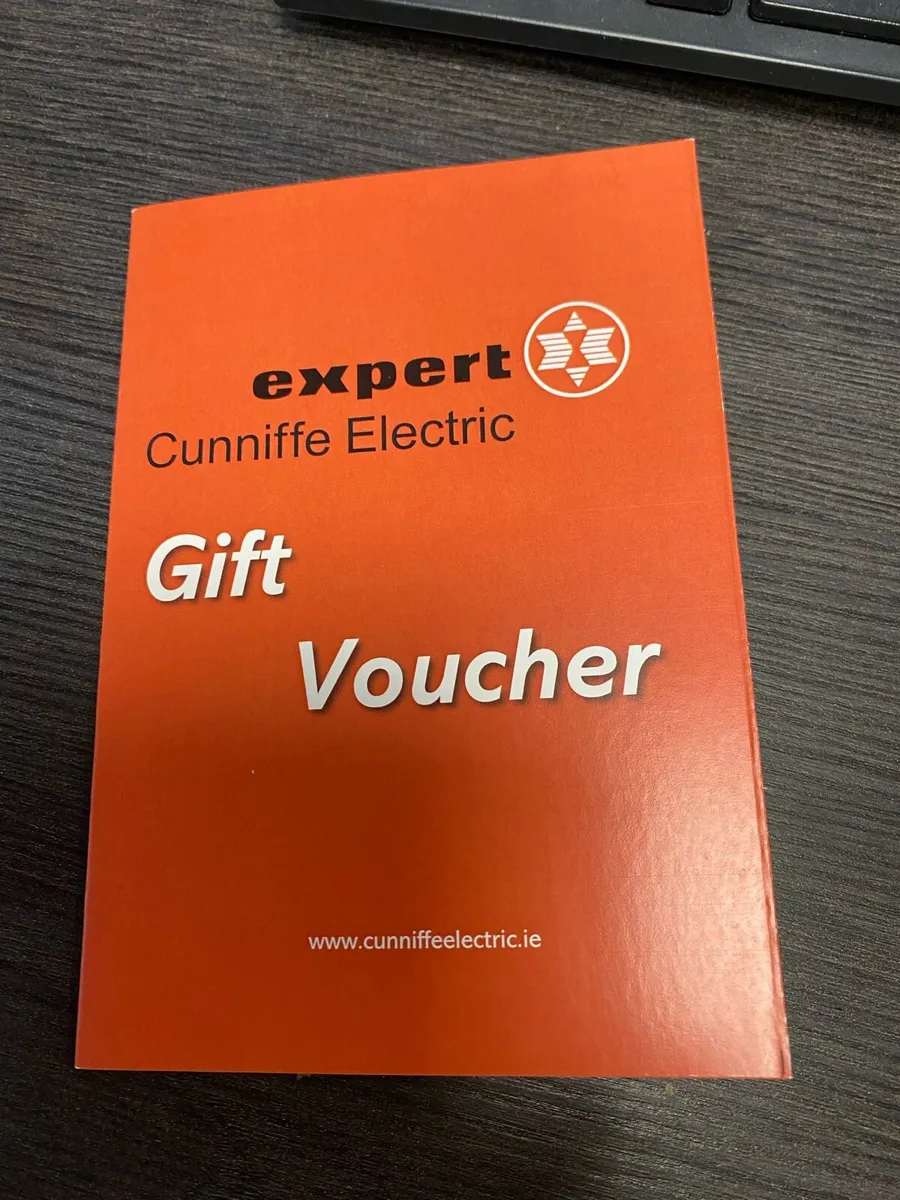 expert
Cunniffe Electric
Gift
Voucher
www.cunniffeelectric.ie